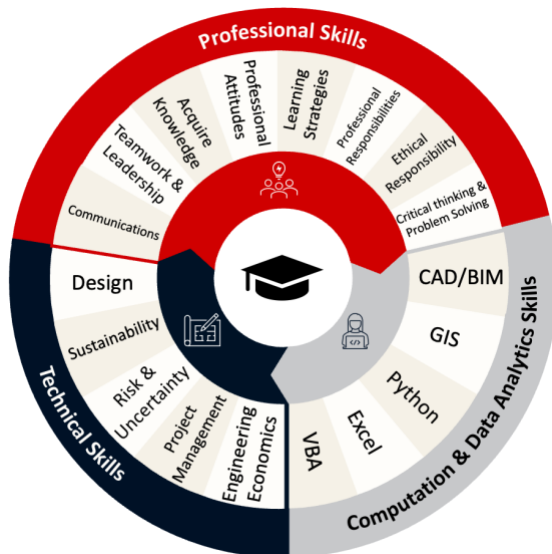 Professional Skills
Communications
Teamwork &
Leadership
Acquire
Knowledge
Professional
Attitudes
Learning
Strategies
Professional
Responsibilities
Ethical
Responsibility
Critical thinking &
Problem Solving
Computation & Data Analytics Skills
CAD/BIM
GIS
Python
Excel
VBA
Technical Skills
Design
Sustainability
Risk &
Uncertainty
Project
Management
Engineering
Economics